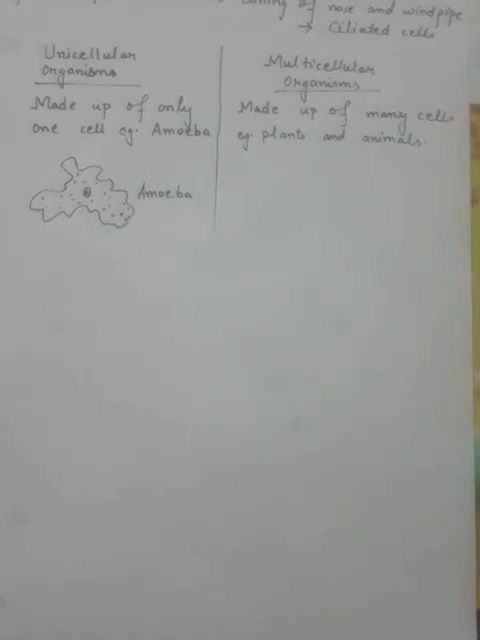 of nose and windpipe
→ Ciliated cells
Unicellular
Organisms
Made up of only
one cell eg. Amoeba
Amoeba
Multicellular
Organisms
Made up of many cells
eg. plants and animals.